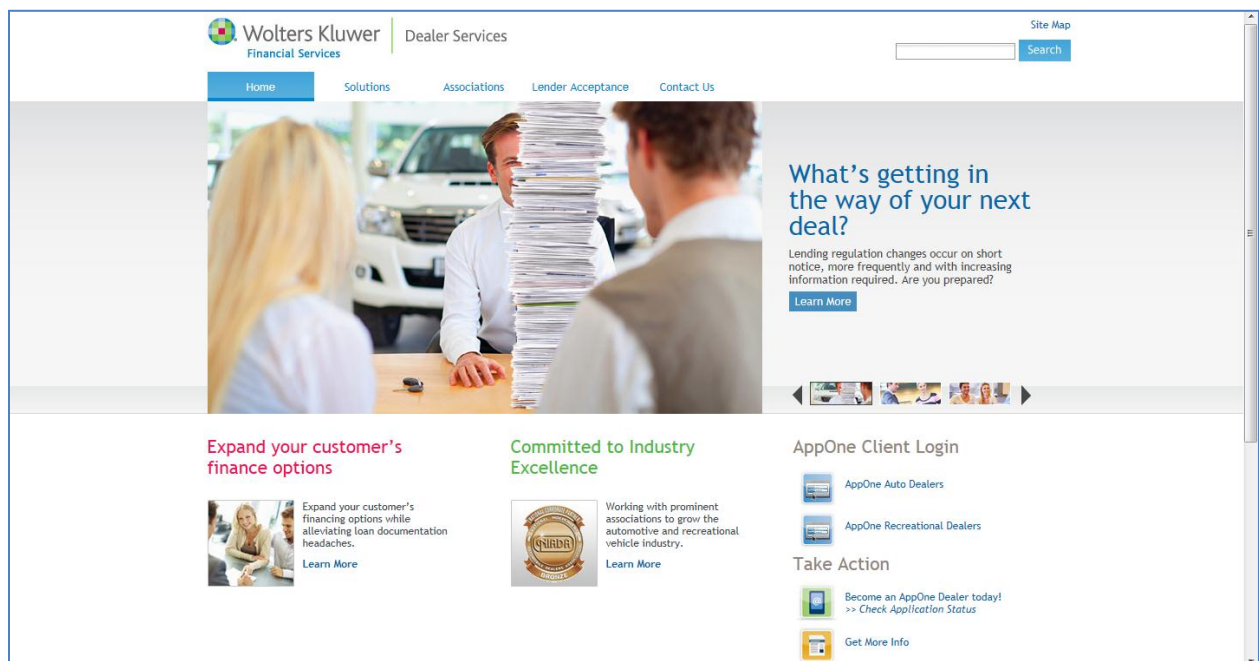 Wolters Kluwer
Financial Services
Dealer Services
Site Map
Search
Home
Solutions
Associations
Lender Acceptance
Contact Us
What's getting in
the way of your next
deal?
Lending regulation changes occur on short
notice, more frequently and with increasing
information required. Are you prepared?
Learn More
Expand your customer's
finance options
Expand your customer's
financing options while
alleviating loan documentation
headaches.
Learn More
Committed to Industry
Excellence
NIADA
BRONZE
Working with prominent
associations to grow the
automotive and recreational
vehicle industry.
Learn More
AppOne Client Login
AppOne Auto Dealers
AppOne Recreational Dealers
Take Action
Become an AppOne Dealer today!
>> Check Application Status
Get More Info